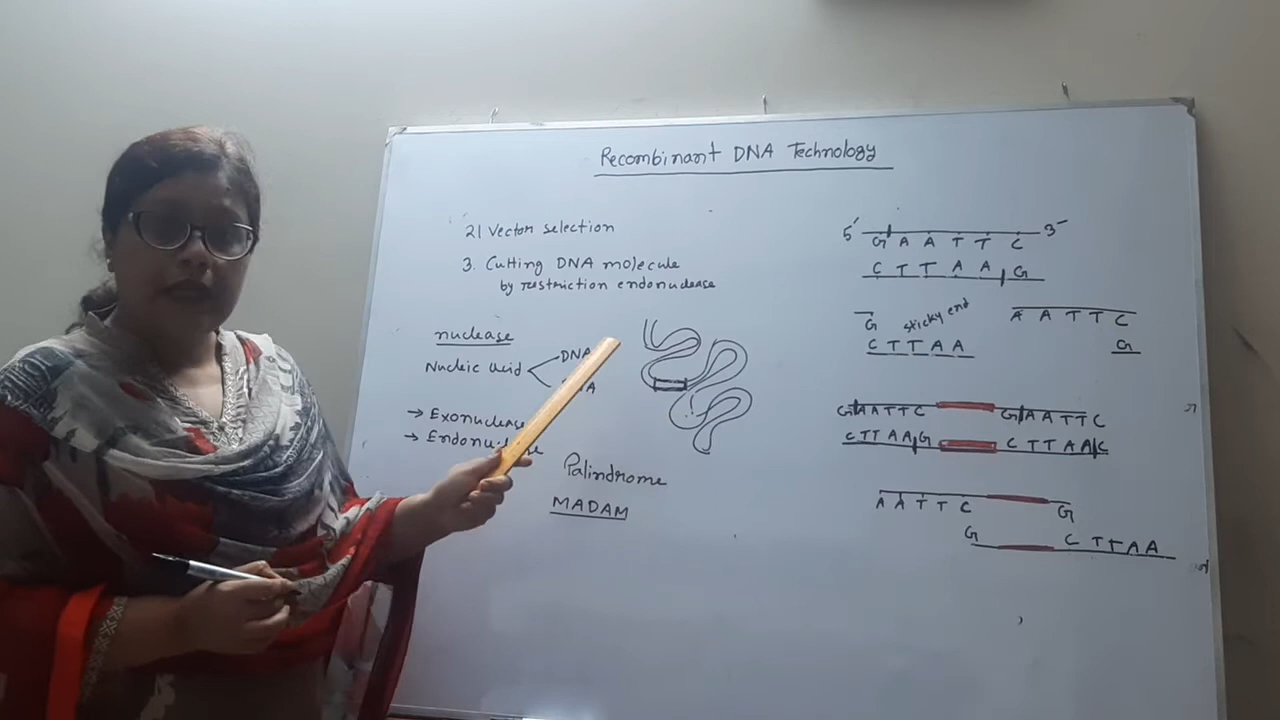 Recombinant DNA Technology
2| Vector selection
3. Cutting DNA molecule
by restriction endonuclease
nuclease
Nucleic acid
DNA
→ Exonuclease
→
Palindrome
MADAM
5' 3'
G A A T T C
C T T A A G
G A A T T C
sticky end
C T T A A G
G A A T T C G A A T T C
C T T A A G C T T A A C
A A T T C G
G C T T A A